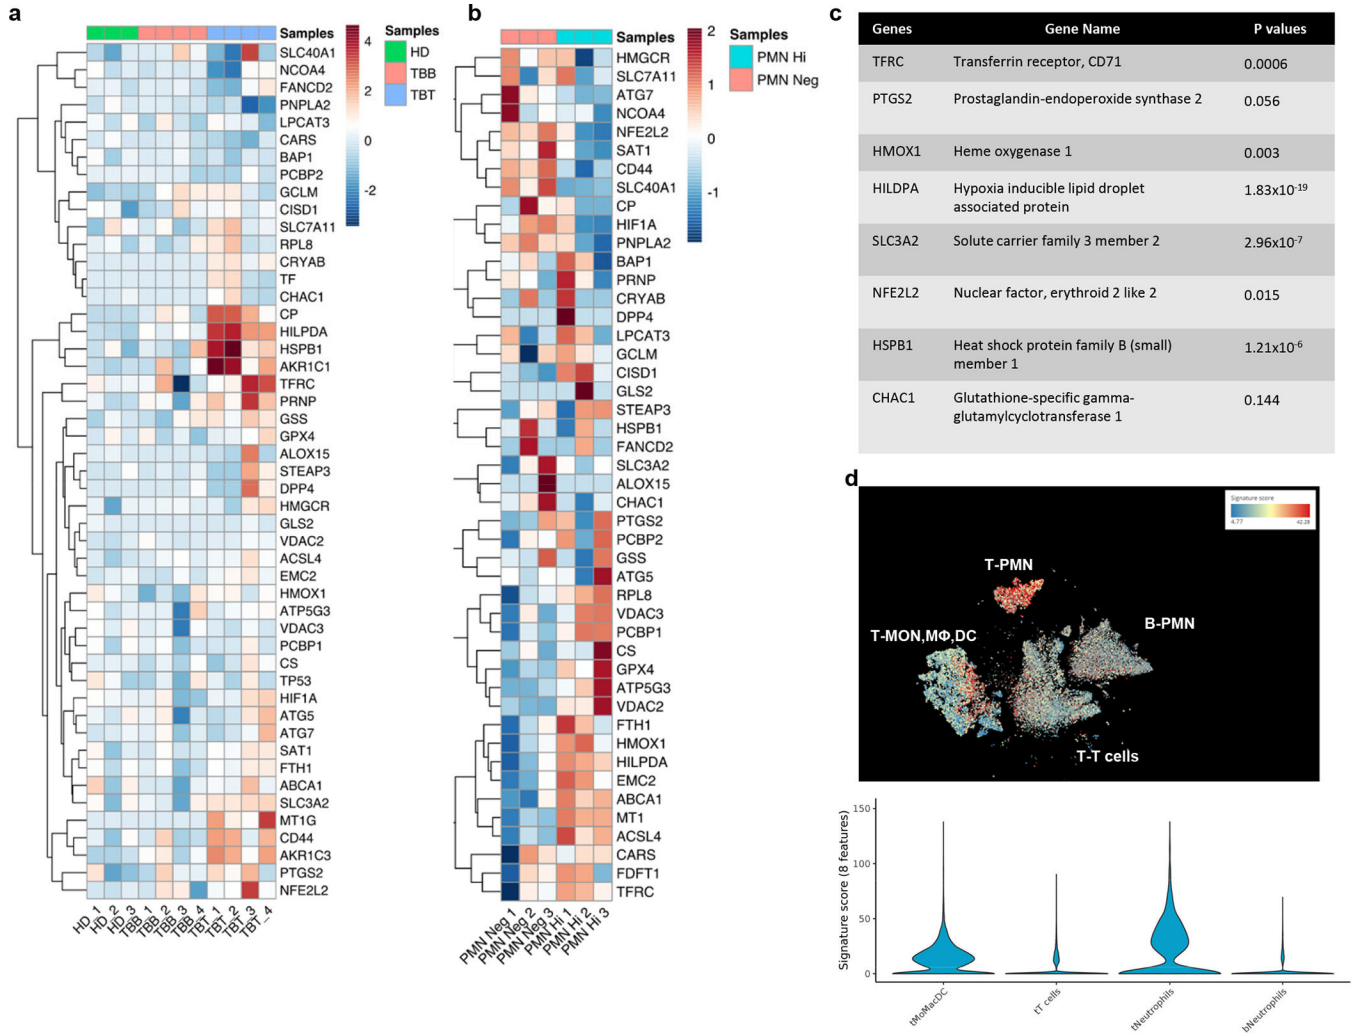 a
Samples
SLC40A1
NCOA4
FANCD2
PNPLA2
LPCAT3
CARS
BAP1
PCBP2
GCLM
CISD1
SLC7A11
RPL8
CRYAB
TF
CHAC1
CP
HILPDA
HSPB1
AKR1C1
TFRC
PRNP
GSS
GPX4
ALOX15
STEAP3
DPP4
HMGCR
GLS2
VDAC2
ACSL4
EMC2
HMOX1
ATP5G3
VDAC3
PCBP1
CS
TP53
HIF1A
ATG5
ATG7
SAT1
FTH1
ABCA1
SLC3A2
MT1G
CD44
AKR1C3
PTGS2
NFE2L2
HD_1
HD_2
HD_3
TBB_1
TBB_2
TBB_3
TBB_4
TBT_1
TBT_2
TBT_3
TBT_4
4
2
0
-2
Samples
HD
TBB
TBT
b
Samples
HMGCR
SLC7A11
ATG7
NCOA4
NFE2L2
SAT1
CD44
SLC40A1
CP
HIF1A
PNPLA2
BAP1
PRNP
CRYAB
DPP4
LPCAT3
GCLM
CISD1
GLS2
STEAP3
HSPB1
FANCD2
SLC3A2
ALOX15
CHAC1
PTGS2
PCBP2
GSS
ATG5
RPL8
VDAC3
PCBP1
CS
GPX4
ATP5G3
VDAC2
FTH1
HMOX1
HILPDA
EMC2
ABCA1
MT1
ACSL4
CARS
FDFT1
TFRC
PMN Neg 1
PMN Neg 2
PMN Neg 3
PMN Hi 1
PMN Hi 2
PMN Hi 3
2
1
0
-1
Samples
PMN Hi
PMN Neg
c
Genes Gene Name P values
TFRC Transferrin receptor, CD71 0.0006
PTGS2 Prostaglandin-endoperoxide synthase 2 0.056
HMOX1 Heme oxygenase 1 0.003
HILDPA Hypoxia inducible lipid droplet 1.83x10-19
associated protein
SLC3A2 Solute carrier family 3 member 2 2.96x10-7
NFE2L2 Nuclear factor, erythroid 2 like 2 0.015
HSPB1 Heat shock protein family B (small) 1.21x10-6
member 1
CHAC1 Glutathione-specific gamma- 0.144
glutamylcyclotransferase 1
d
Signature score
4.77 42.28
T-PMN
B-PMN
T-MON,MΦ,DC
T-T cells
Signature score (8 features)
150
100
50
0
tMoMacDC
tT cells
tNeutrophils
bNeutrophils